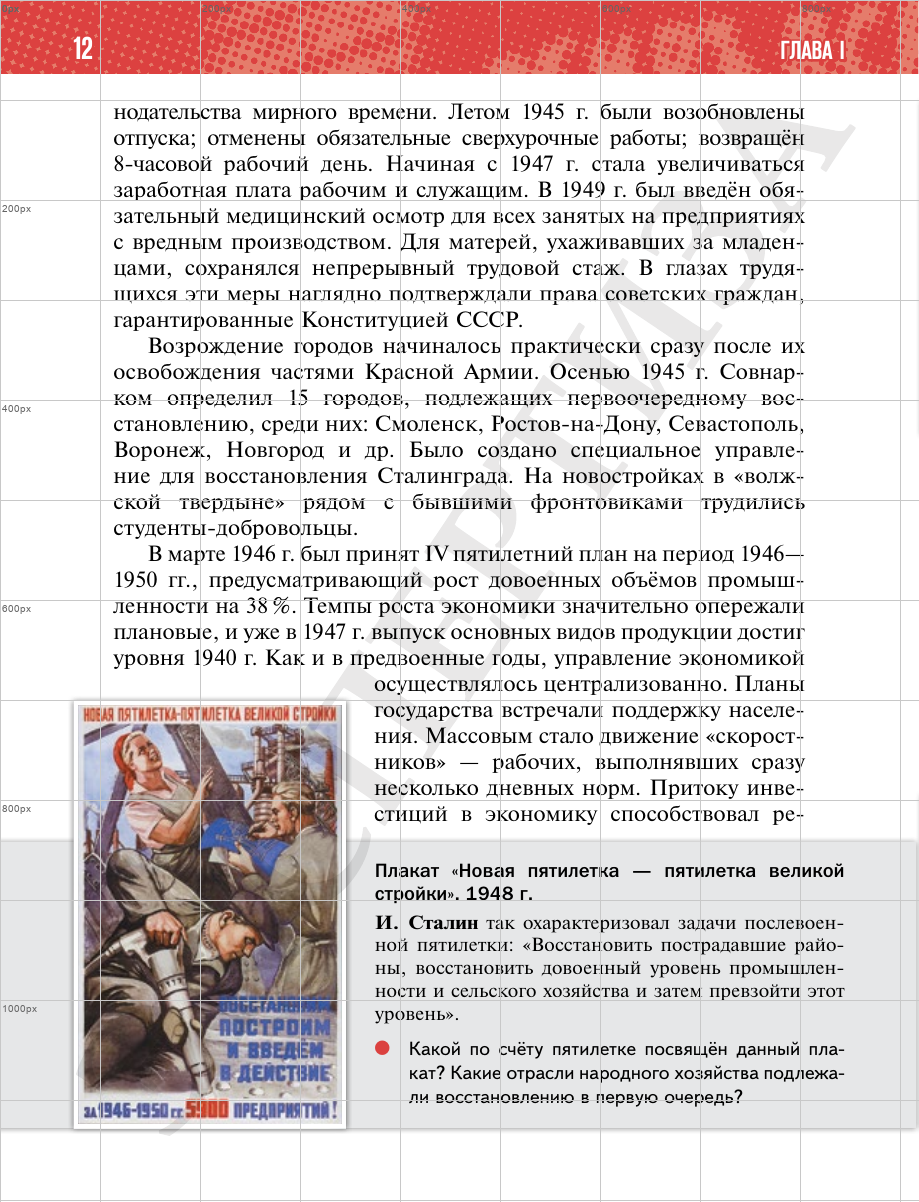 12
ГЛАВА I
нодательства мирного времени. Летом 1945 г. были возобновлены
отпуска; отменены обязательные сверхурочные работы; возвращён
8-часовой рабочий день. Начиная с 1947 г. стала увеличиваться
заработная плата рабочим и служащим. В 1949 г. был введён обя-
зательный медицинский осмотр для всех занятых на предприятиях
с вредным производством. Для матерей, ухаживавших за младен-
цами, сохранялся непрерывный трудовой стаж. В глазах трудя-
щихся эти меры наглядно подтверждали права советских граждан,
гарантированные Конституцией СССР.
Возрождение городов начиналось практически сразу после их
освобождения частями Красной Армии. Осенью 1945 г. Совнар-
ком определил 15 городов, подлежащих первоочередному вос-
становлению, среди них: Смоленск, Ростов-на-Дону, Севастополь,
Воронеж, Новгород и др. Было создано специальное управле-
ние для восстановления Сталинграда. На новостройках в «волж-
ской твердыне» рядом с бывшими фронтовиками трудились
студенты-добровольцы.
В марте 1946 г. был принят IV пятилетний план на период 1946—
1950 гг., предусматривающий рост довоенных объёмов промыш-
ленности на 38 %. Темпы роста экономики значительно опережали
плановые, и уже в 1947 г. выпуск основных видов продукции достиг
уровня 1940 г. Как и в предвоенные годы, управление экономикой
осуществлялось централизованно. Планы
государства встречали поддержку населе-
ния. Массовым стало движение «скорост-
ников» — рабочих, выполнявших сразу
несколько дневных норм. Притоку инве-
стиций в экономику способствовал ре-
НОВАЯ ПЯТИЛЕТКА-ПЯТИЛЕТКА ВЕЛИКОЙ СТРОЙКИ
ВОССТАНОВИМ
ПОСТРОИМ
И ВВЕДЁМ
В ДЕЙСТВИЕ
ЗА 1946-1950 ГГ. 5900 ПРЕДПРИЯТИЙ!
Плакат «Новая пятилетка — пятилетка великой
стройки». 1948 г.
И. Сталин так охарактеризовал задачи послевоен-
ной пятилетки: «Восстановить пострадавшие райо-
ны, восстановить довоенный уровень промышлен-
ности и сельского хозяйства и затем превзойти этот
уровень».
Какой по счёту пятилетке посвящён данный пла-
кат? Какие отрасли народного хозяйства подлежа-
ли восстановлению в первую очередь?
200px
400px
600px
800px
1000px